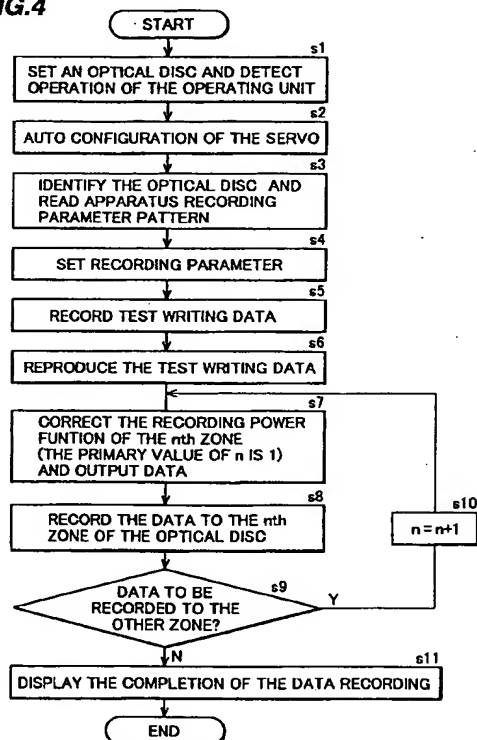 FIG.4
START
s1
SET AN OPTICAL DISC AND DETECT
OPERATION OF THE OPERATING UNIT
s2
AUTO CONFIGURATION OF THE SERVO
s3
IDENTIFY THE OPTICAL DISC AND
READ APPARATUS RECORDING
PARAMETER PATTERN
s4
SET RECORDING PARAMETER
s5
RECORD TEST WRITING DATA
s6
REPRODUCE THE TEST WRITING DATA
s7
CORRECT THE RECORDING POWER
FUNTION OF THE nth ZONE
(THE PRIMARY VALUE OF n IS 1)
AND OUTPUT DATA
s8
RECORD THE DATA TO THE nth
ZONE OF THE OPTICAL DISC
s10
n=n+1
s9
DATA TO BE
RECORDED TO THE
OTHER ZONE?
Y
N
s11
DISPLAY THE COMPLETION OF THE DATA RECORDING
END